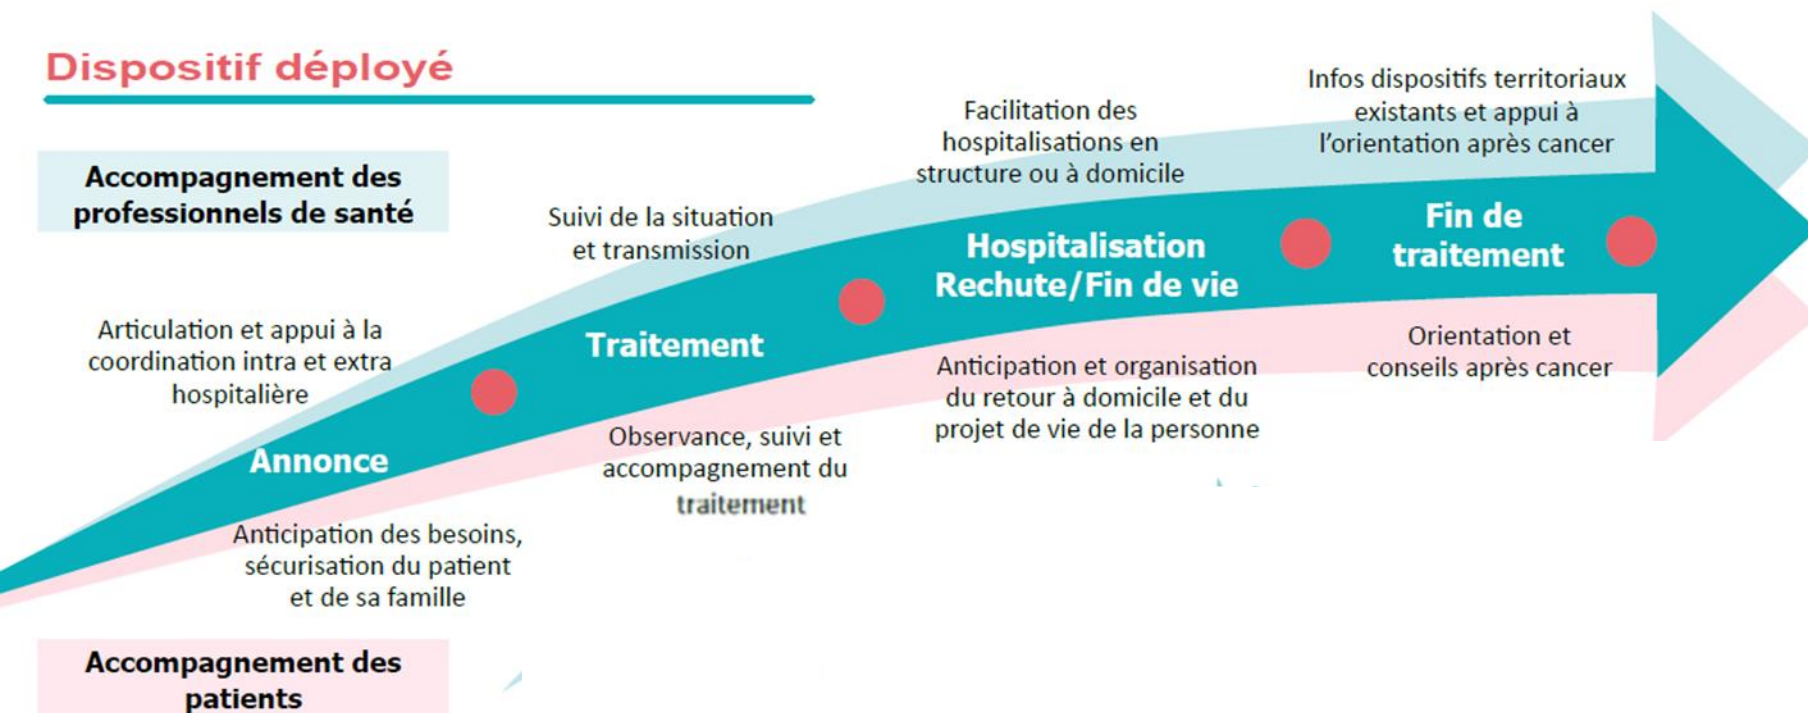 Dispositif déployé
Accompagnement des
professionnels de santé
Articulation et appui à la
coordination intra et extra
hospitalière
Suivi de la situation
et transmission
Facilitation des
hospitalisations en
structure ou à domicile
Infos dispositifs territoriaux
existants et appui à
l'orientation après cancer
Annonce
Traitement
Hospitalisation
Rechute/Fin de vie
Fin de
traitement
Anticipation des besoins,
sécurisation du patient
et de sa famille
Observance, suivi et
accompagnement du
traitement
Anticipation et organisation
du retour à domicile et du
projet de vie de la personne
Orientation et
conseils après cancer
Accompagnement des
patients